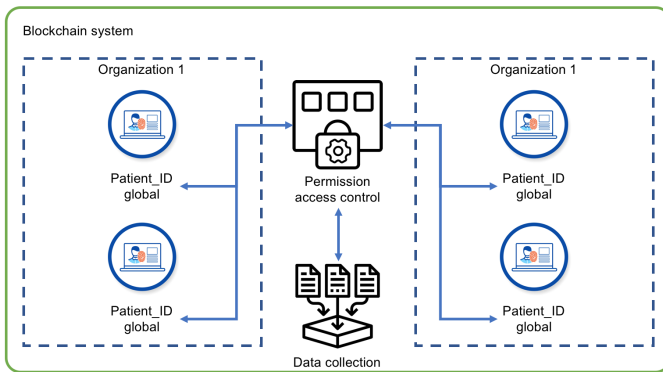 Blockchain system
Organization 1
Patient_ID
global
Patient_ID
global
Permission
access control
Data collection
Organization 1
Patient_ID
global
Patient_ID
global